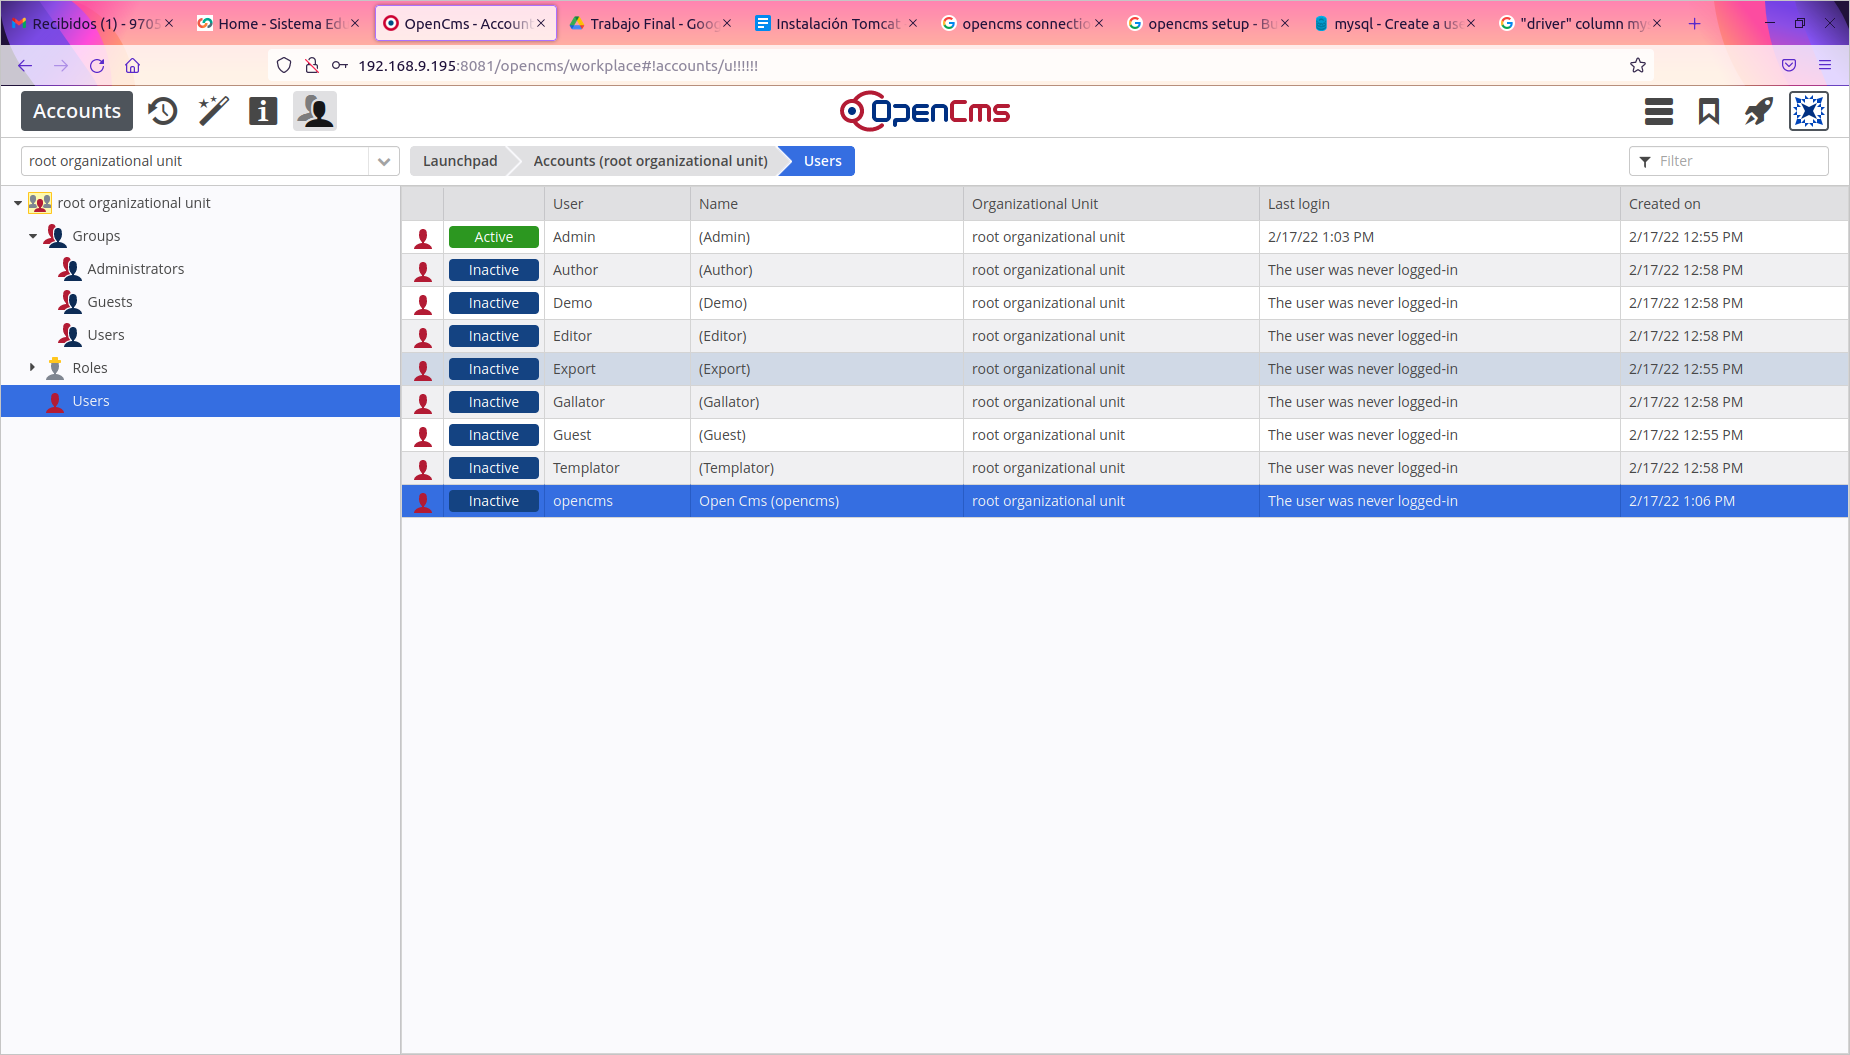 Recibidos (1) - 9705
Home - Sistema Edu
OpenCms - Account
Trabajo Final - Goog
Instalación Tomcat
opencms connectio
opencms setup - Bu
mysql - Create a use
"driver" column my
192.168.9.195:8081/opencms/workplace#!accounts/u!!!!!!
Accounts
OpenCms
root organizational unit
Launchpad
Accounts (root organizational unit)
Users
Filter
root organizational unit
Groups
Administrators
Guests
Users
Roles
Users
User Name Organizational Unit Last login Created on
Active Admin (Admin) root organizational unit 2/17/22 1:03 PM 2/17/22 12:55 PM
Inactive Author (Author) root organizational unit The user was never logged-in 2/17/22 12:58 PM
Inactive Demo (Demo) root organizational unit The user was never logged-in 2/17/22 12:58 PM
Inactive Editor (Editor) root organizational unit The user was never logged-in 2/17/22 12:58 PM
Inactive Export (Export) root organizational unit The user was never logged-in 2/17/22 12:55 PM
Inactive Gallator (Gallator) root organizational unit The user was never logged-in 2/17/22 12:58 PM
Inactive Guest (Guest) root organizational unit The user was never logged-in 2/17/22 12:55 PM
Inactive Templator (Templator) root organizational unit The user was never logged-in 2/17/22 12:58 PM
Inactive opencms Open Cms (opencms) root organizational unit The user was never logged-in 2/17/22 1:06 PM